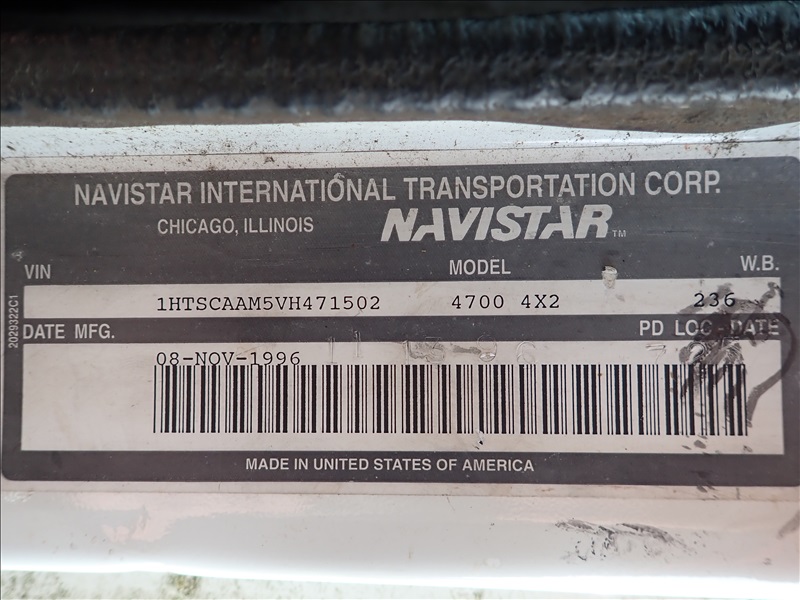 NAVISTAR INTERNATIONAL TRANSPORTATION CORP.
CHICAGO, ILLINOIS NAVISTAR TM
VIN MODEL W.B.
1HTSCAAM5VH471502 4700 4X2 236
DATE MFG. PD LOC - DATE
08-NOV-1996
MADE IN UNITED STATES OF AMERICA
2029322C1